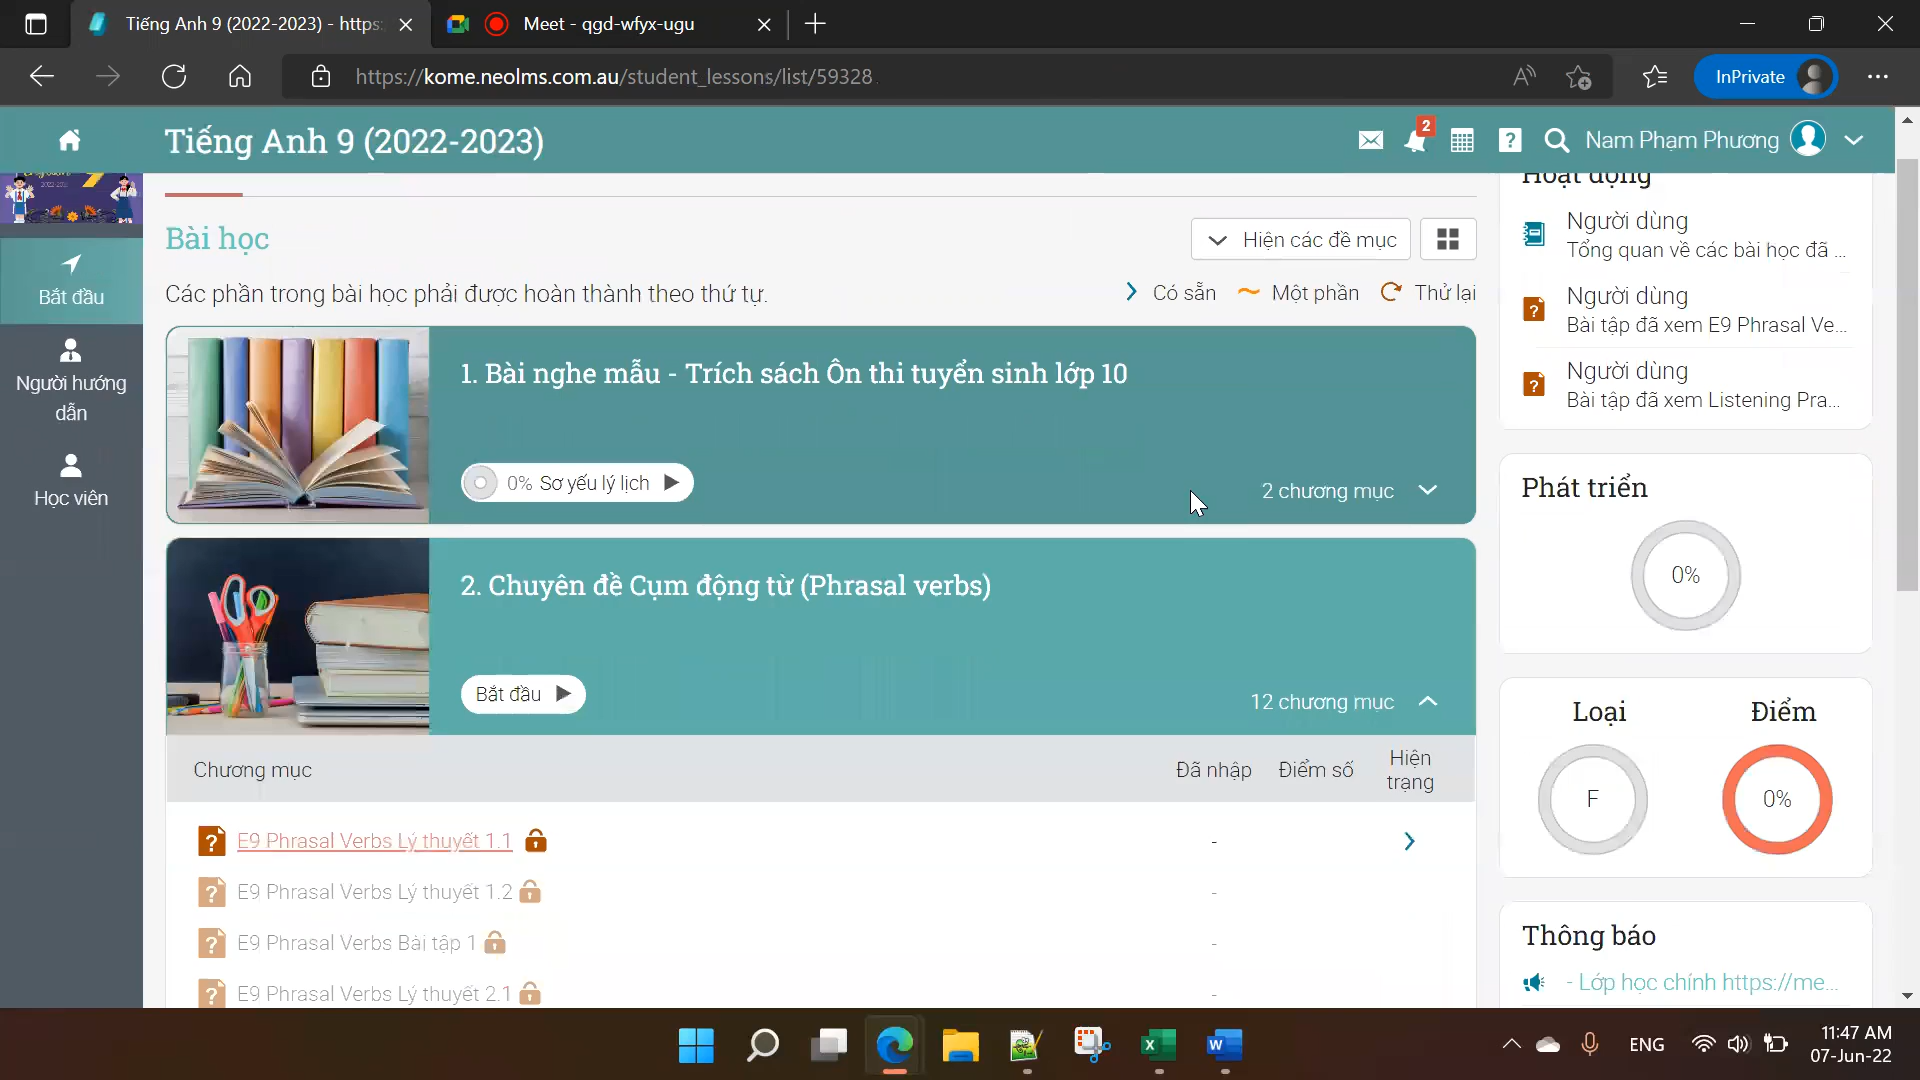 Tiếng Anh 9 (2022-2023) - https:
Meet - qgd-wfyx-ugu
https://kome.neolms.com.au/student_lessons/list/59328
InPrivate
Tiếng Anh 9 (2022-2023)
2
Nam Phạm Phương
Bắt đầu
Người hướng
dẫn
Học viên
Bài học
Hiện các đề mục
Các phần trong bài học phải được hoàn thành theo thứ tự.
Có sẵn
Một phần
Thử lại
1. Bài nghe mẫu - Trích sách Ôn thi tuyển sinh lớp 10
0% Sơ yếu lý lịch
2 chương mục
2. Chuyên đề Cụm động từ (Phrasal verbs)
Bắt đầu
12 chương mục
Chương mục
Đã nhập
Điểm số
Hiện
trạng
E9 Phrasal Verbs Lý thuyết 1.1
-
E9 Phrasal Verbs Lý thuyết 1.2
-
E9 Phrasal Verbs Bài tập 1
-
E9 Phrasal Verbs Lý thuyết 2.1
-
Hoạt động
Người dùng
Tổng quan về các bài học đã ...
Người dùng
Bài tập đã xem E9 Phrasal Ve...
Người dùng
Bài tập đã xem Listening Pra...
Phát triển
0%
Loại
Điểm
F
0%
Thông báo
- Lớp học chính https://me...
ENG
11:47 AM
07-Jun-22